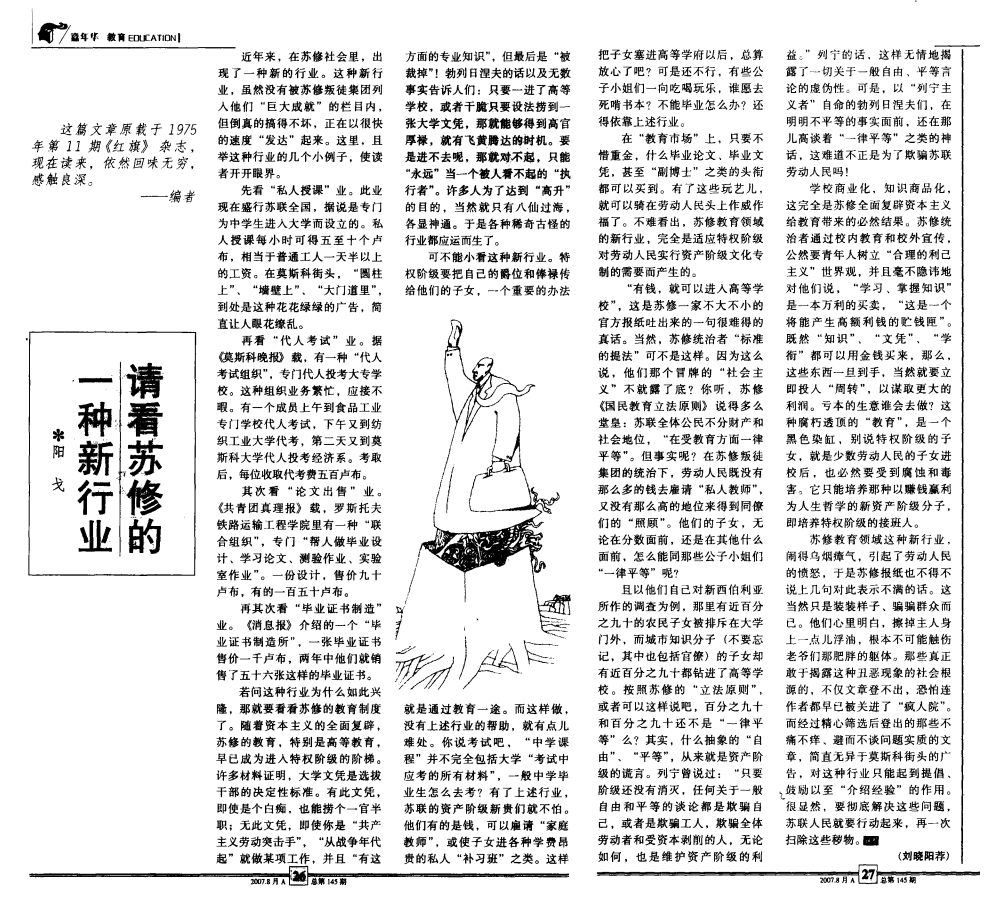 嘉年华 教育 EDUCATION
这篇文章原载于 1975
年第 11 期《红旗》 杂志，
现在读来，依然回味无穷，
感触良深。
——编者
请看苏修的
一种新行业
*阳 戈
近年来，在苏修社会里，出
现了一种新的行业。这种新行
业，虽然没有被苏修叛徒集团列
入他们“巨大成就”的栏目内，
但倒真的搞得不坏，正在以很快
的速度“发达”起来。这里，且
举这种行业的几个小例子，使读
者开开眼界。
先看“私人授课”业。此业
现在盛行苏联全国，据说是专门
为中学生进入大学而设立的。私
人授课每小时可得五至十个卢
布，相当于普通工人一天半以上
的工资。在莫斯科街头，“圆柱
上”、“墙壁上”、“大门道里”，
到处是这种花花绿绿的广告，简
直让人眼花缭乱。
再看“代人考试”业。据
《莫斯科晚报》载，有一种“代人
考试组织”，专门代人投考大专学
校。这种组织业务繁忙，应接不
暇。有一个成员上午到食品工业
专门学校代人考试，下午又到纺
织工业大学代考，第二天又到莫
斯科大学代人投考经济系。考取
后，每位收取代考费五百卢布。
其次看“论文出售”业。
《共青团真理报》载，罗斯托夫
铁路运输工程学院里有一种“联
合组织”，专门“帮人做毕业设
计、学习论文、测验作业、实验
室作业”。一份设计，售价九十
卢布，有的一百五十卢布。
再其次看“毕业证书制造”
业。《消息报》介绍的一个“毕
业证书制造所”，一张毕业证书
售价一千卢布，两年中他们就销
售了五十六张这样的毕业证书。
若问这种行业为什么如此兴
隆，那就要看看苏修的教育制度
了。随着资本主义的全面复辟，
苏修的教育，特别是高等教育，
早已成为进入特权阶级的阶梯。
许多材料证明，大学文凭是选拔
干部的决定性标准。有此文凭，
即使是个白痴，也能捞个一官半
职；无此文凭，即使你是“共产
主义劳动突击手”，“从战争年代
起”就做某项工作，并且“有这
方面的专业知识”，但最后是“被
裁掉”！勃列日涅夫的话以及无数
事实告诉人们：只要一进了高等
学校，或者干脆只要设法捞到一
张大学文凭，那就能够得到高官
厚禄，就有飞黄腾达的时机。要
是进不去呢，那就对不起，只能
“永远”当一个被人看不起的“执
行者”。许多人为了达到“高升”
的目的，当然就只有八仙过海，
各显神通。于是各种稀奇古怪的
行业都应运而生了。
可不能小看这种新行业。特
权阶级要把自己的爵位和俸禄传
给他们的子女，一个重要的办法
就是通过教育一途。而这样做，
没有上述行业的帮助，就有点儿
难处。你说考试吧，“中学课
程”并不完全包括大学“考试中
应考的所有材料”，一般中学毕
业生怎么去考？有了上述行业，
苏联的资产阶级新贵们就不怕。
他们有的是钱，可以雇请“家庭
教师”，或使子女进各种学费昂
贵的私人“补习班”之类。这样
2007.8 月 A 26 总第 145 期
把子女塞进高等学府以后，总算
放心了吧？可是还不行，有些公
子小姐们一向吃喝玩乐，谁愿去
死啃书本？不能毕业怎么办？还
得依靠上述行业。
在“教育市场”上，只要不
惜重金，什么毕业论文、毕业文
凭，甚至“副博士”之类的头衔
都可以买到。有了这些玩艺儿，
就可以骑在劳动人民头上作威作
福了。不难看出，苏修教育领域
的新行业，完全是适应特权阶级
对劳动人民实行资产阶级文化专
制的需要而产生的。
“有钱，就可以进入高等学
校”，这是苏修一家不大不小的
官方报纸吐出来的一句很难得的
真话。当然，苏修统治者“标准
的提法”可不是这样。因为这么
说，他们那个冒牌的“社会主
义”不就露了底？你听，苏修
《国民教育立法原则》说得多么
堂皇：苏联全体公民不分财产和
社会地位，“在受教育方面一律
平等”。但事实呢？在苏修叛徒
集团的统治下，劳动人民既没有
那么多的钱去雇请“私人教师”，
又没有那么高的地位来得到同僚
们的“照顾”。他们的子女，无
论在分数面前，还是在其他什么
面前，怎么能同那些公子小姐们
“一律平等”呢？
且以他们自己对新西伯利亚
所作的调查为例，那里有近百分
之九十的农民子女被排斥在大学
门外，而城市知识分子（不要忘
记，其中也包括官僚）的子女却
有近百分之九十都钻进了高等学
校。按照苏修的“立法原则”，
或者可以这样说吧，百分之九十
和百分之九十还不是“一律平
等”么？其实，什么抽象的“自
由”、“平等”，从来就是资产阶
级的谎言。列宁曾说过：“只要
阶级还没有消灭，任何关于一般
自由和平等的谈论都是欺骗自
己，或者是欺骗工人，欺骗全体
劳动者和受资本剥削的人，无论
如何，也是维护资产阶级的利
益。”列宁的话，这样无情地揭
露了一切关于一般自由、平等言
论的虚伪性。可是，以“列宁主
义者”自命的勃列日涅夫们，在
明明不平等的事实面前，还在那
儿高谈着“一律平等”之类的神
话，这难道不正是为了欺骗苏联
劳动人民吗！
学校商业化，知识商品化，
这完全是苏修全面复辟资本主义
给教育带来的必然结果。苏修统
治者通过校内教育和校外宣传，
公然要青年人树立“合理的利己
主义”世界观，并且毫不隐讳地
对他们说，“学习、掌握知识”
是一本万利的买卖，“这是一个
将能产生高额利钱的贮钱匣”。
既然“知识”、“文凭”、“学
衔”都可以用金钱买来，那么，
这些东西一旦到手，当然就要立
即投人“周转”，以谋取更大的
利润。亏本的生意谁会去做？这
种腐朽透顶的“教育”，是一个
黑色染缸，别说特权阶级的子
女，就是少数劳动人民的子女进
校后，也必然要受到腐蚀和毒
害。它只能培养那种以赚钱赢利
为人生哲学的新资产阶级分子，
即培养特权阶级的接班人。
苏修教育领域这种新行业，
闹得乌烟瘴气，引起了劳动人民
的愤怒，于是苏修报纸也不得不
说上几句对此表示不满的话。这
当然只是装装样子、骗骗群众而
已。他们心里明白，擦掉主人身
上一点儿浮油，根本不可能触伤
老爷们那肥胖的躯体。那些真正
敢于揭露这种丑恶现象的社会根
源的，不仅文章登不出，恐怕连
作者都早已被关进了“疯人院”。
而经过精心筛选后登出的那些不
痛不痒、避而不谈问题实质的文
章，简直无异于莫斯科街头的广
告，对这种行业只能起到提倡、
鼓励以至“介绍经验”的作用。
很显然，要彻底解决这些问题，
苏联人民就要行动起来，再一次
扫除这些秽物。
（刘晓阳荐）
2007.8 月 A 27 总第 145 期